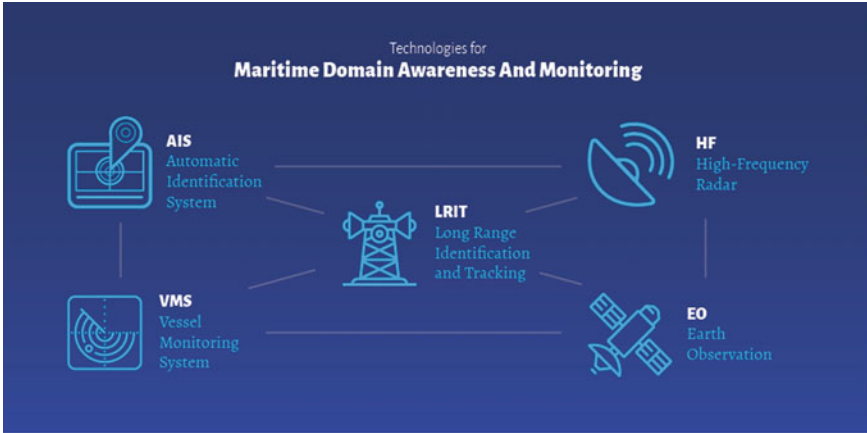 Technologies for
Maritime Domain Awareness And Monitoring
AIS
Automatic
Identification
System
HF
High-Frequency
Radar
LRIT
Long Range
Identification
and Tracking
VMS
Vessel
Monitoring
System
EO
Earth
Observation